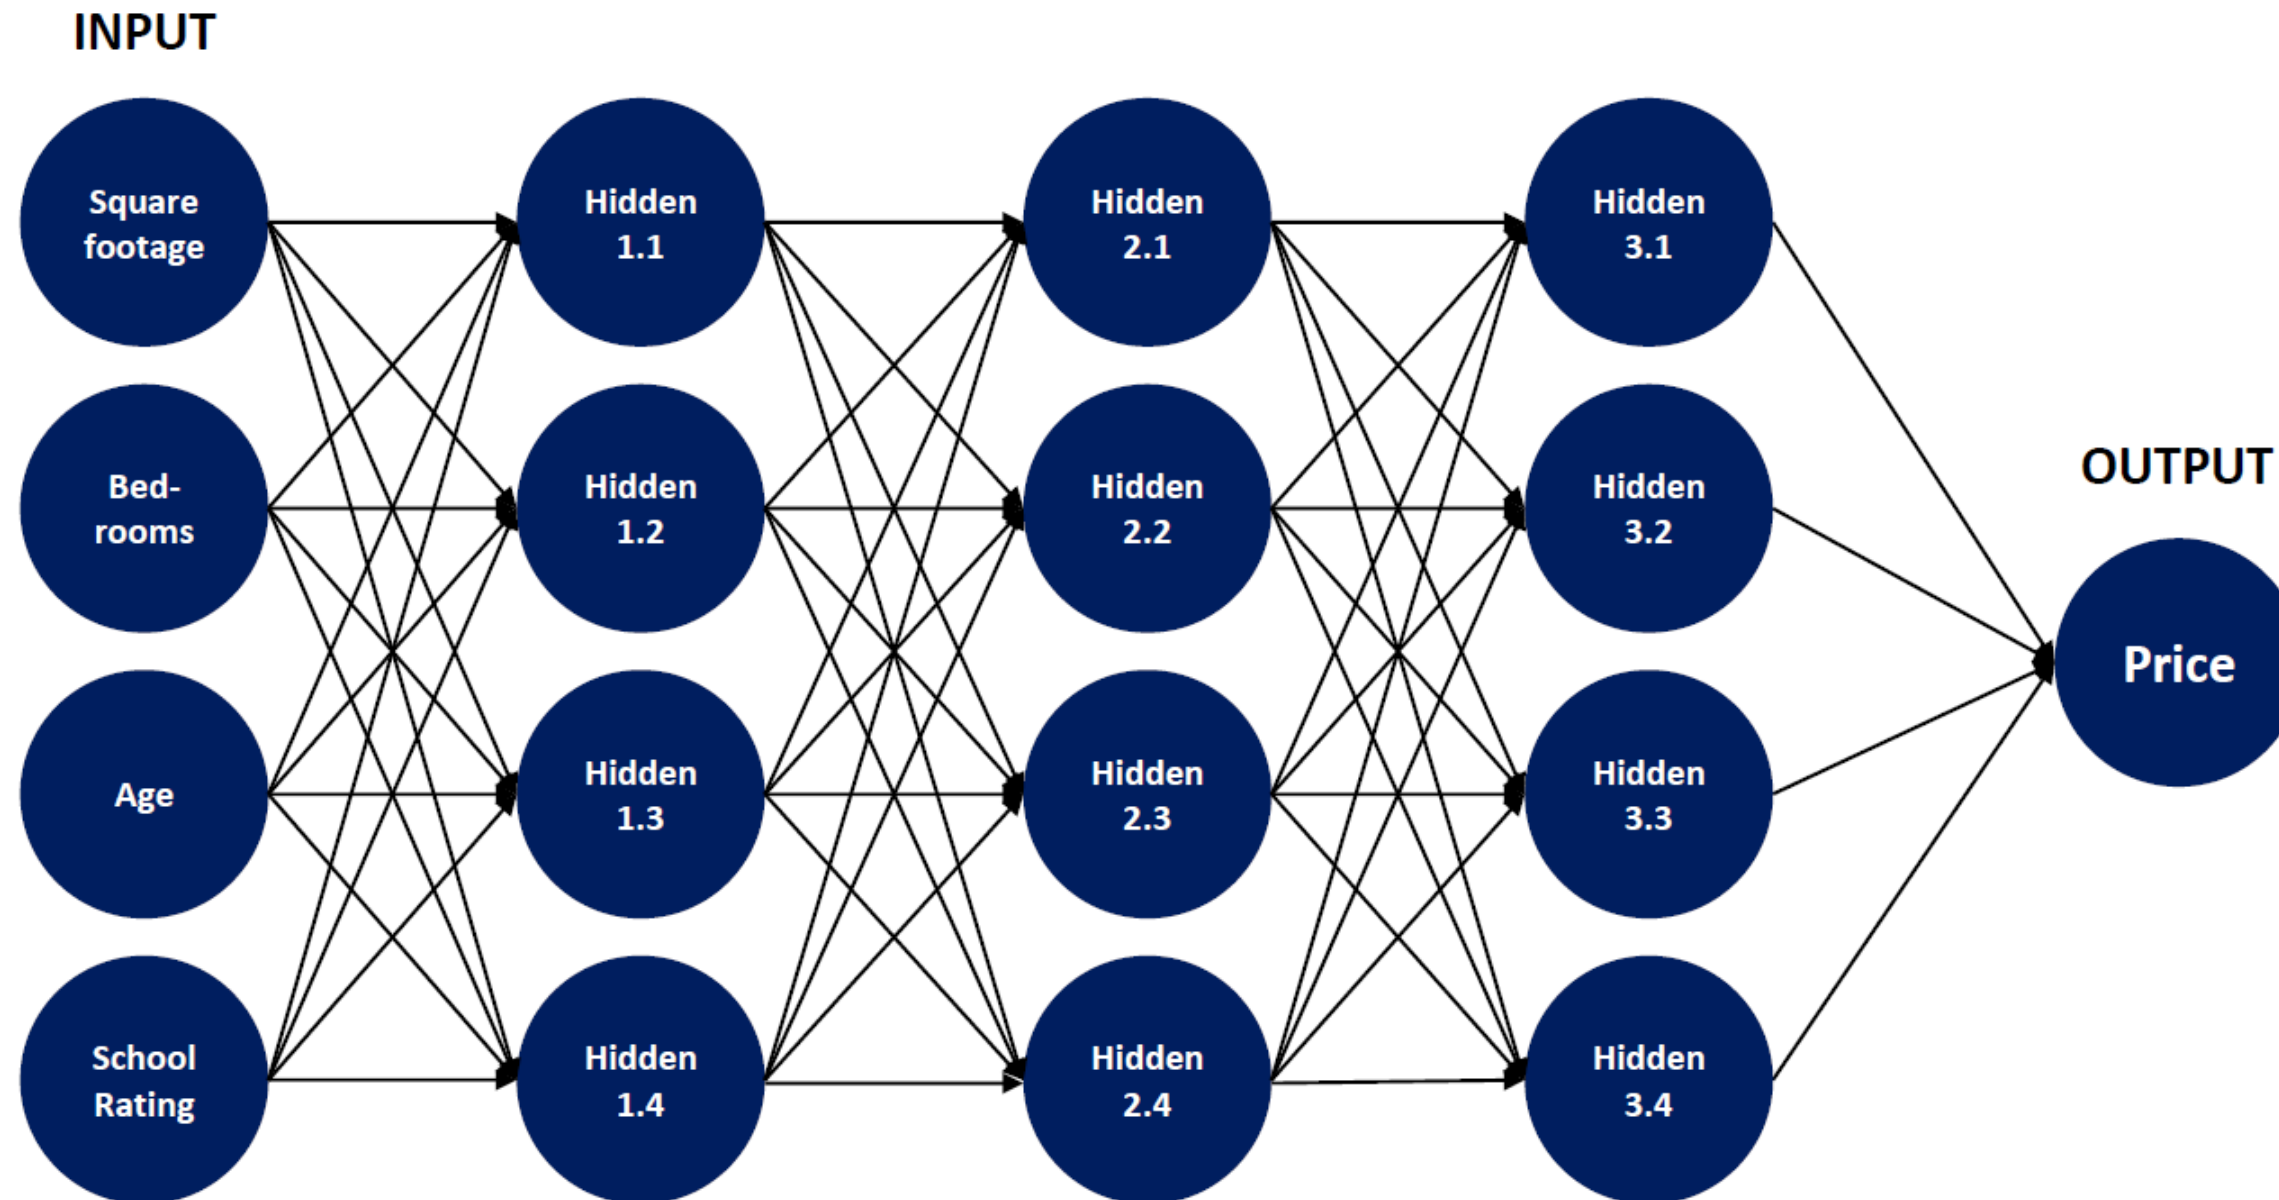 INPUT
Square
footage
Bed-
rooms
Age
School
Rating
Hidden
1.1
Hidden
1.2
Hidden
1.3
Hidden
1.4
Hidden
2.1
Hidden
2.2
Hidden
2.3
Hidden
2.4
Hidden
3.1
Hidden
3.2
Hidden
3.3
Hidden
3.4
OUTPUT
Price